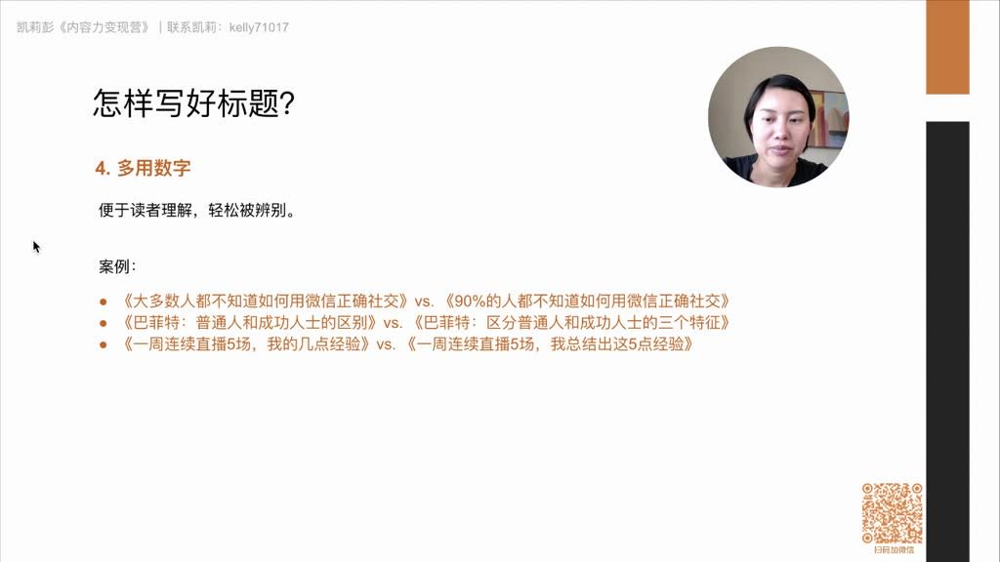 凯莉彭《内容力变现营》｜联系凯莉：kelly71017
怎样写好标题？
4. 多用数字
便于读者理解，轻松被辨别。
案例：
● 《大多数人都不知道如何用微信正确社交》vs. 《90%的人都不知道如何用微信正确社交》
● 《巴菲特：普通人和成功人士的区别》vs. 《巴菲特：区分普通人和成功人士的三个特征》
● 《一周连续直播5场，我的几点经验》vs. 《一周连续直播5场，我总结出这5点经验》
扫码加微信